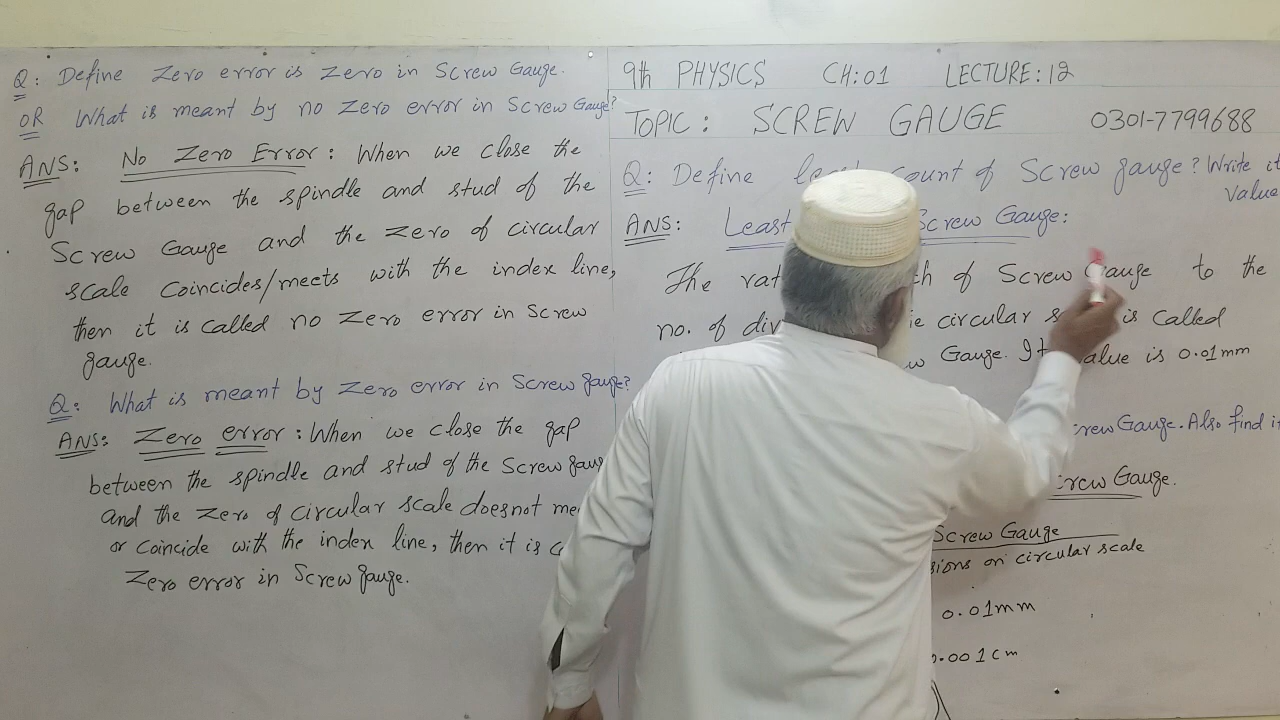 Q: Define Zero error is Zero in Screw Gauge.
OR What is meant by no Zero error in Screw Gauge?
ANS: No Zero Error: When we close the
gap between the spindle and stud of the
Screw Gauge and the Zero of circular
scale coincides/meets with the index line,
then it is called no Zero error in Screw
gauge.
Q: What is meant by Zero error in Screw gauge?
ANS: Zero error: When we close the gap
between the spindle and stud of the Screw
and the Zero of circular scale doesnot
or coincide with the index line, then it is
Zero error in Screw gauge.
9th PHYSICS CH:01 LECTURE:12
TOPIC: SCREW GAUGE 0301-7799688
Q: Define count of Screw gauge? Write
Value
ANS: Least Screw Gauge:
The of Screw Gauge to the
no. of circular is called
Gauge. value is 0.01mm
Gauge. Also find
Gauge.
Screw Gauge
on circular scale
0.01mm
0.001cm